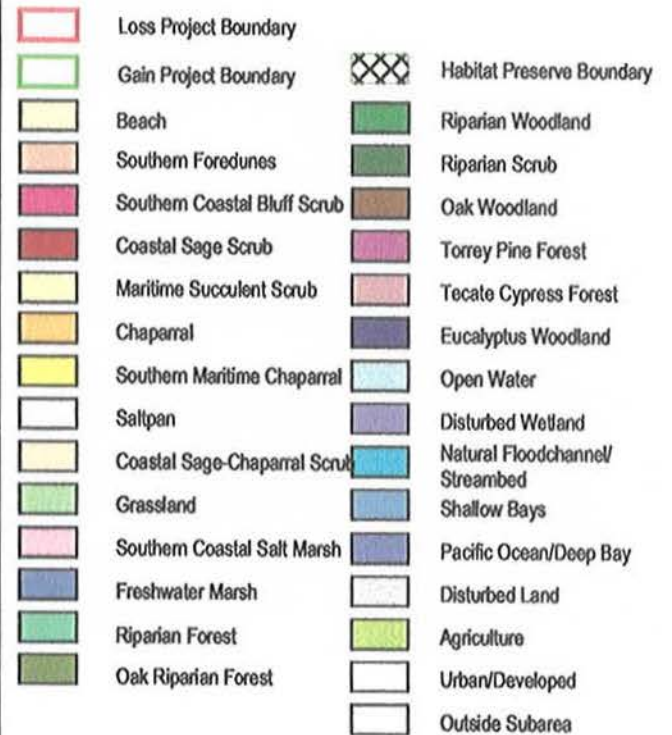 Loss Project Boundary
Gain Project Boundary
Beach
Southern Foredunes
Southern Coastal Bluff Scrub
Coastal Sage Scrub
Maritime Succulent Scrub
Chaparral
Southern Maritime Chaparral
Saltpan
Coastal Sage-Chaparral Scrub
Grassland
Southern Coastal Salt Marsh
Freshwater Marsh
Riparian Forest
Oak Riparian Forest
Habitat Preserve Boundary
Riparian Woodland
Riparian Scrub
Oak Woodland
Torrey Pine Forest
Tecate Cypress Forest
Eucalyptus Woodland
Open Water
Disturbed Wetland
Natural Floodchannel/
Streambed
Shallow Bays
Pacific Ocean/Deep Bay
Disturbed Land
Agriculture
Urban/Developed
Outside Subarea